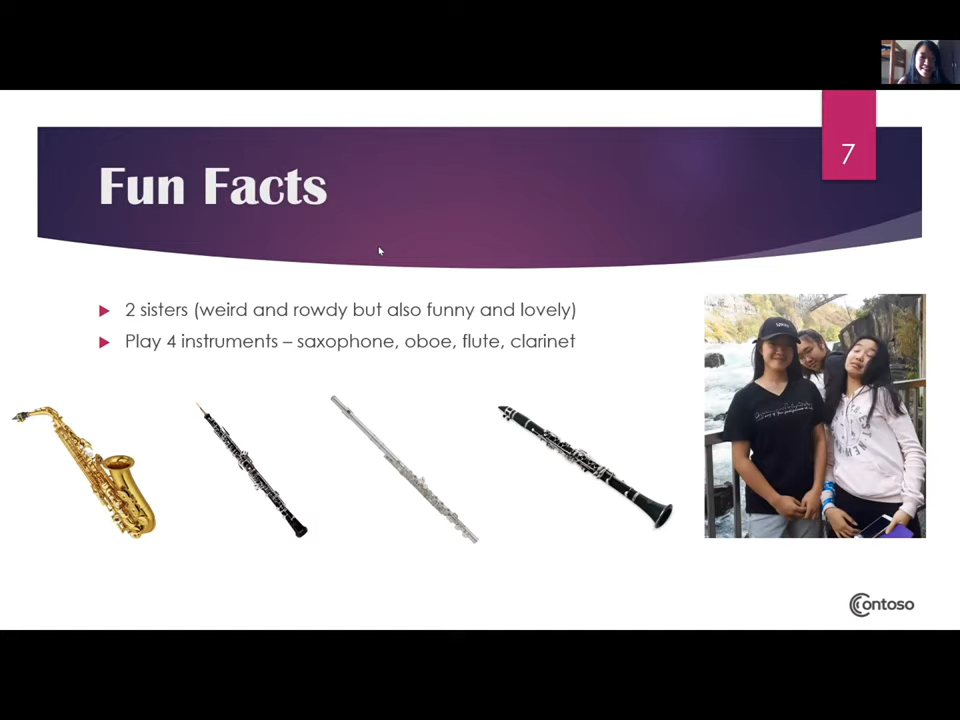 7
Fun Facts
2 sisters (weird and rowdy but also funny and lovely)
Play 4 instruments – saxophone, oboe, flute, clarinet
Contoso